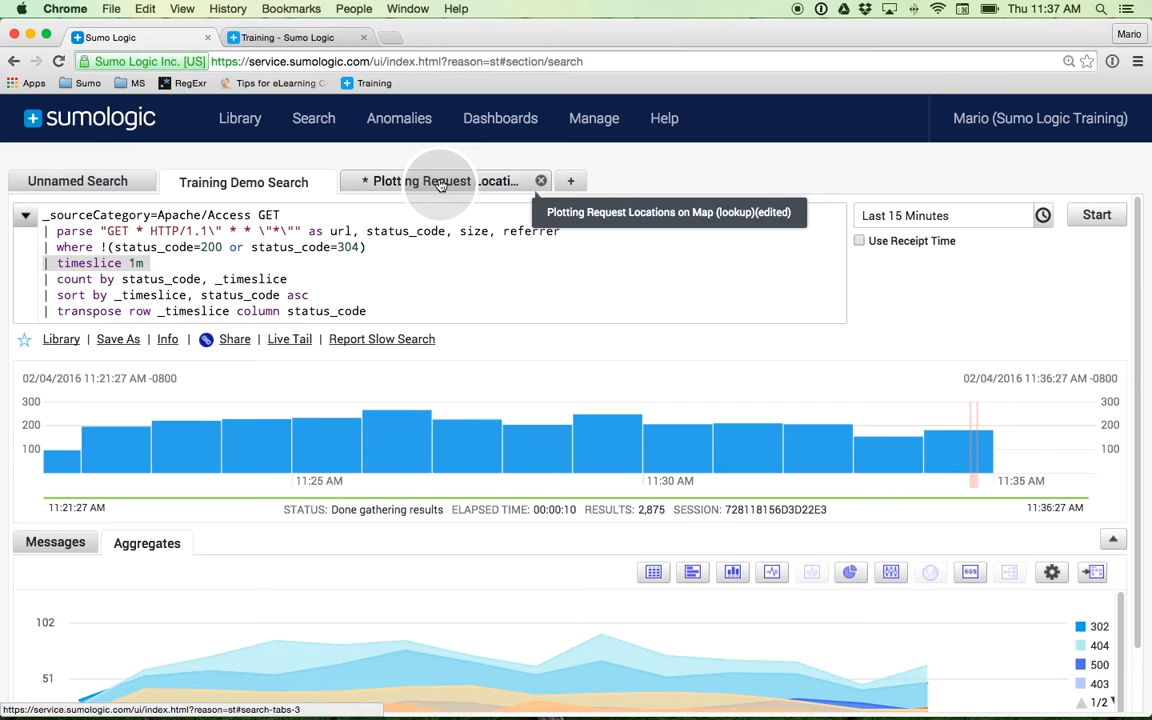 Chrome File Edit View History Bookmarks People Window Help Thu 11:37 AM Mario
Sumo Logic Training - Sumo Logic Mario
Sumo Logic Inc. [US] https://service.sumologic.com/ui/index.html?reason=st#section/search
Apps Sumo MS RegExr Tips for eLearning C Training
sumologic Library Search Anomalies Dashboards Manage Help Mario (Sumo Logic Training)
Unnamed Search Training Demo Search * Plotting Request Locati... +
Plotting Request Locations on Map (lookup)(edited)
_sourceCategory=Apache/Access GET
| parse "GET * HTTP/1.1\" * * \"*\"" as url, status_code, size, referrer
| where !(status_code=200 or status_code=304)
| timeslice 1m
| count by status_code, _timeslice
| sort by _timeslice, status_code asc
| transpose row _timeslice column status_code
Last 15 Minutes Start
Use Receipt Time
Library | Save As | Info | Share | Live Tail | Report Slow Search
02/04/2016 11:21:27 AM -0800 02/04/2016 11:36:27 AM -0800
300 300
200 200
100 100
11:25 AM 11:30 AM 11:35 AM
11:21:27 AM STATUS: Done gathering results ELAPSED TIME: 00:00:10 RESULTS: 2,875 SESSION: 728118156D3D22E3 11:36:27 AM
Messages Aggregates
102
51
302
404
500
403
1/2
https://service.sumologic.com/ui/index.html?reason=st#search-tabs-3